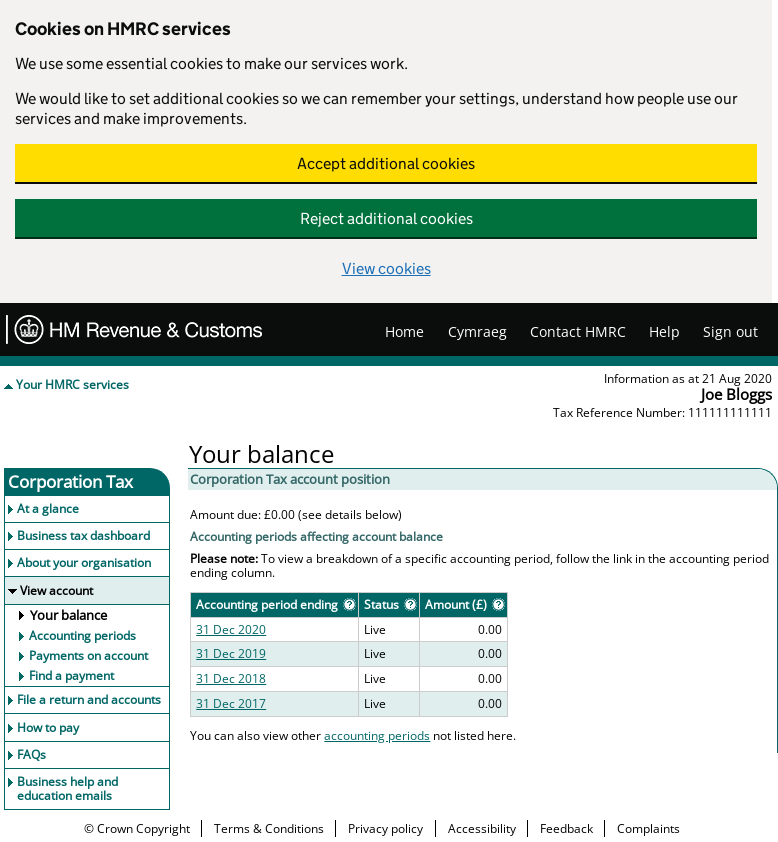 Cookies on HMRC services
We use some essential cookies to make our services work.
We would like to set additional cookies so we can remember your settings, understand how people use our
services and make improvements.
Accept additional cookies
Reject additional cookies
View cookies
HM Revenue & Customs
Home Cymraeg Contact HMRC Help Sign out
Your HMRC services
Information as at 21 Aug 2020
Joe Bloggs
Tax Reference Number: 111111111111
Corporation Tax
At a glance
Business tax dashboard
About your organisation
View account
Your balance
Accounting periods
Payments on account
Find a payment
File a return and accounts
How to pay
FAQs
Business help and
education emails
Your balance
Corporation Tax account position
Amount due: £0.00 (see details below)
Accounting periods affecting account balance
Please note: To view a breakdown of a specific accounting period, follow the link in the accounting period
ending column.
Accounting period ending ? Status ? Amount (£) ?
31 Dec 2020 Live 0.00
31 Dec 2019 Live 0.00
31 Dec 2018 Live 0.00
31 Dec 2017 Live 0.00
You can also view other accounting periods not listed here.
© Crown Copyright Terms & Conditions Privacy policy Accessibility Feedback Complaints